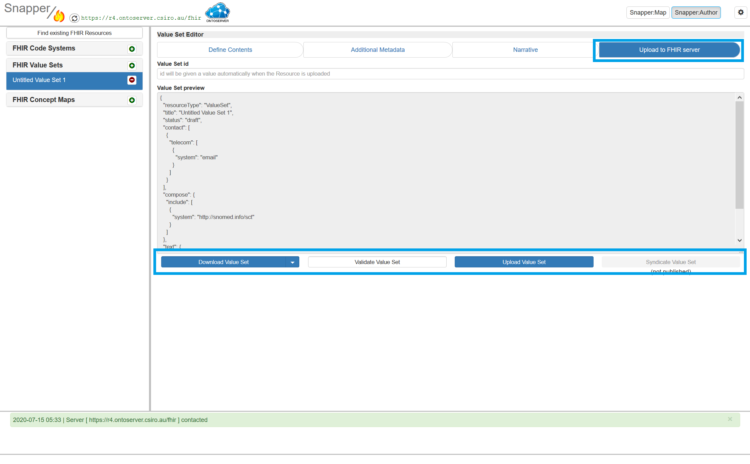 Snapper
https://r4.ontoserver.csiro.au/fhir
ONTOSERVER
Snapper:Map
Snapper:Author
Find existing FHIR Resources
FHIR Code Systems
FHIR Value Sets
Untitled Value Set 1
FHIR Concept Maps
Value Set Editor
Define Contents
Additional Metadata
Narrative
Upload to FHIR server
Value Set id
id will be given a value automatically when the Resource is uploaded
Value Set preview
{
"resourceType": "ValueSet",
"title": "Untitled Value Set 1",
"status": "draft",
"contact": [
{
"telecom": [
{
"system": "email"
}
]
}
],
"compose": {
"include": [
{
"system": "http://snomed.info/sct"
}
]
},
"text": {
Download Value Set
Validate Value Set
Upload Value Set
Syndicate Value Set
(not published)
2020-07-15 05:33 | Server [ https://r4.ontoserver.csiro.au/fhir ] contacted
×